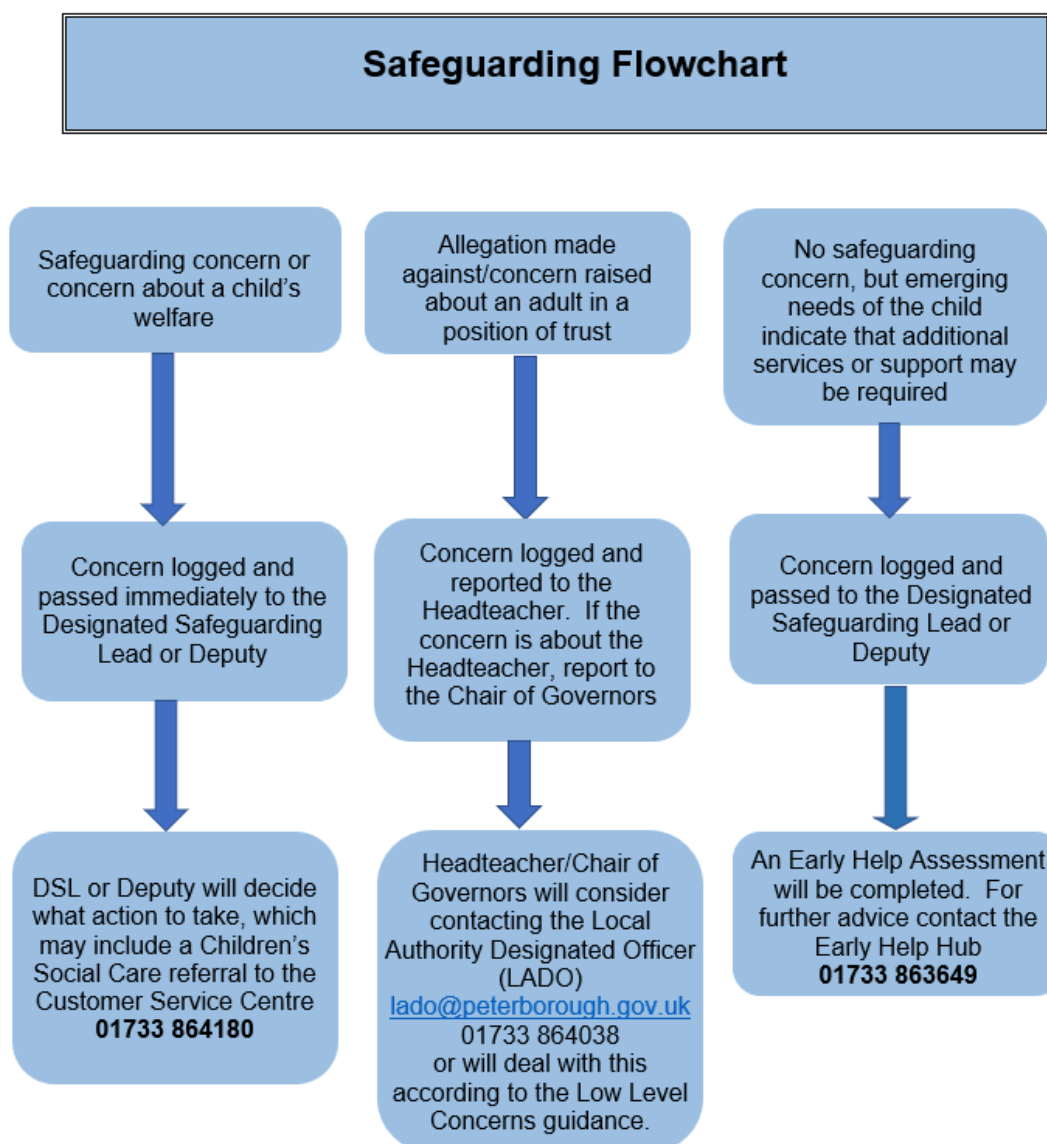 Safeguarding Flowchart
Safeguarding concern or
concern about a child's
welfare
Concern logged and
passed immediately to the
Designated Safeguarding
Lead or Deputy
DSL or Deputy will decide
what action to take, which
may include a Children's
Social Care referral to the
Customer Service Centre
01733 864180
Allegation made
against/concern raised
about an adult in a
position of trust
Concern logged and
reported to the
Headteacher.  If the
concern is about the
Headteacher, report to
the Chair of Governors
Headteacher/Chair of
Governors will consider
contacting the Local
Authority Designated Officer
(LADO)
lado@peterborough.gov.uk
01733 864038
or will deal with this
according to the Low Level
Concerns guidance.
No safeguarding
concern, but emerging
needs of the child
indicate that additional
services or support may
be required
Concern logged and
passed to the Designated
Safeguarding Lead or
Deputy
An Early Help Assessment
will be completed.  For
further advice contact the
Early Help Hub
01733 863649